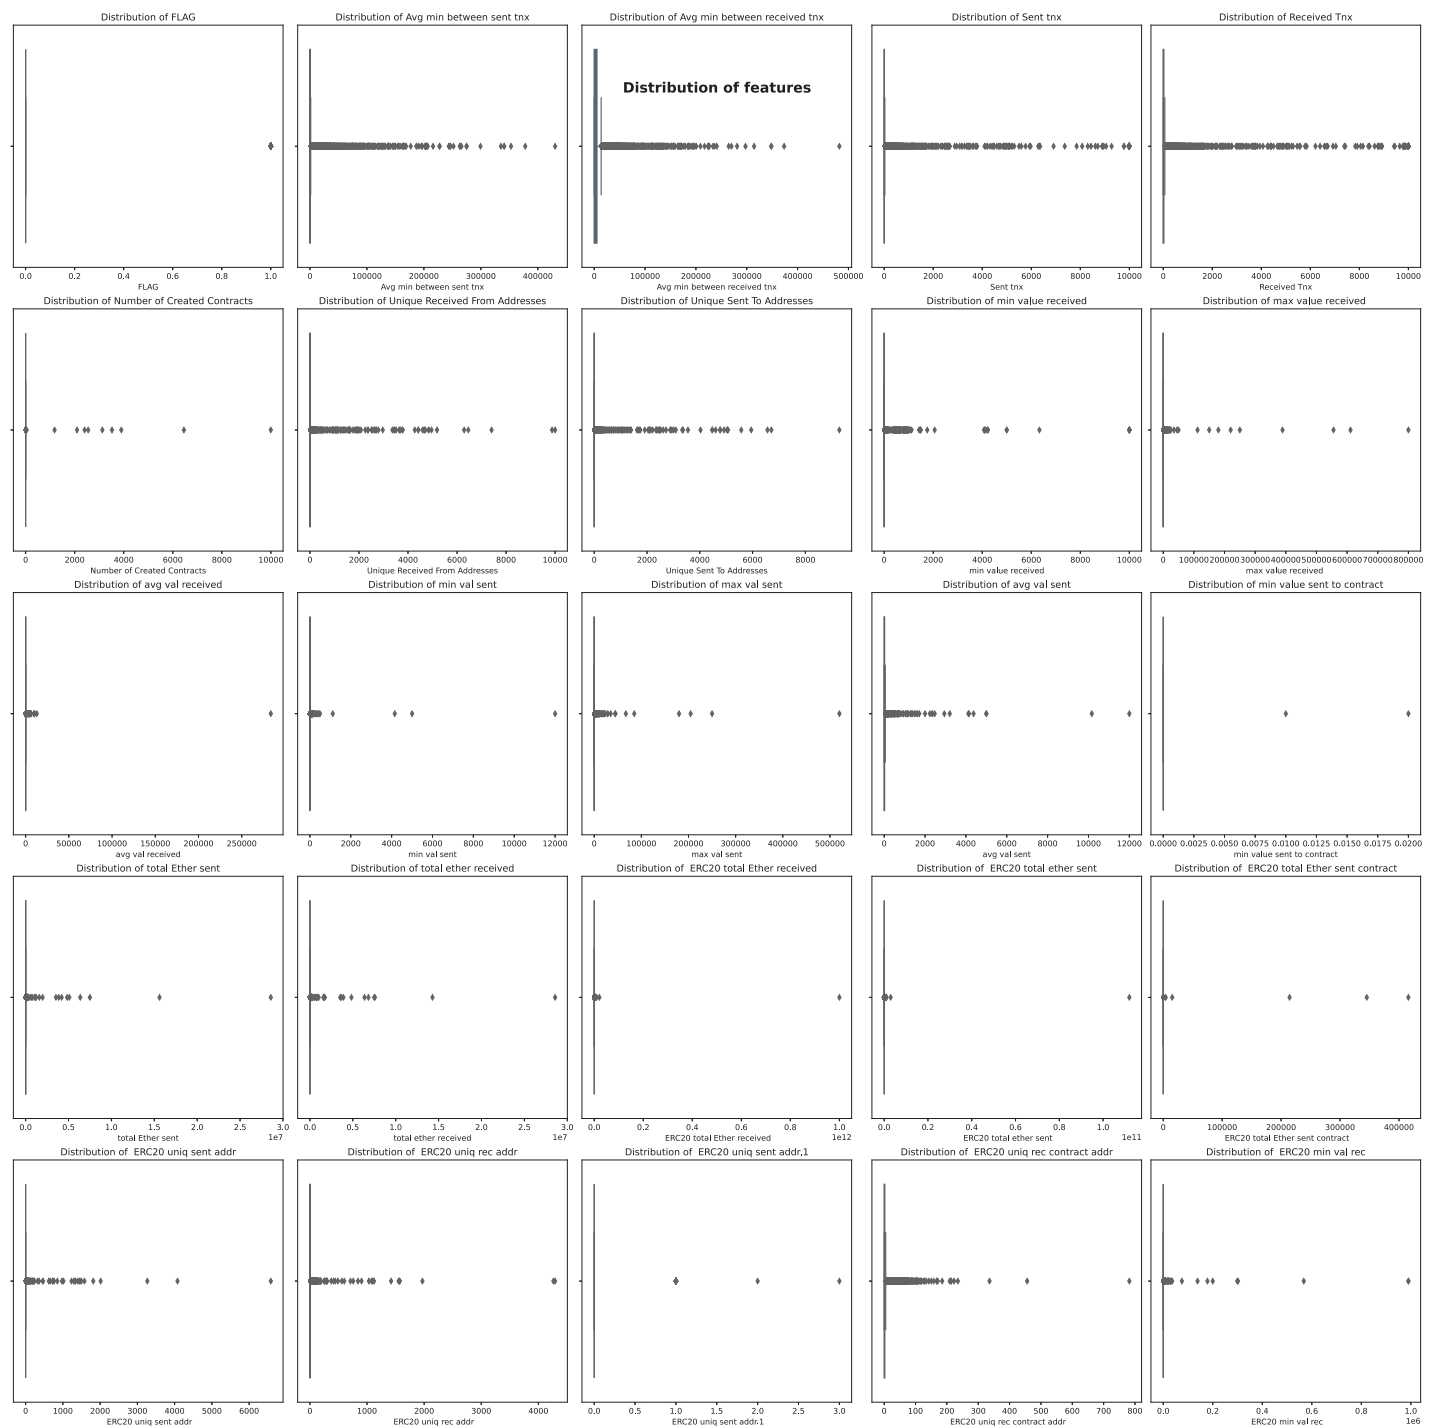 Distribution of FLAG
Distribution of Avg min between sent tnx
Distribution of Avg min between received tnx
Distribution of Sent tnx
Distribution of Received Tnx
Distribution of features
0.0 0.2 0.4 0.6 0.8 1.0
0 100000 200000 300000 400000
0 100000 200000 300000 400000 500000
0 2000 4000 6000 8000 10000
0 2000 4000 6000 8000 10000
FLAG
Avg min between sent tnx
Avg min between received tnx
Sent tnx
Received Tnx
Distribution of Number of Created Contracts
Distribution of Unique Received From Addresses
Distribution of Unique Sent To Addresses
Distribution of min value received
Distribution of max value received
0 2000 4000 6000 8000 10000
0 2000 4000 6000 8000 10000
0 2000 4000 6000 8000
0 2000 4000 6000 8000 10000
0 100000 200000 300000 400000 500000 600000 700000 800000
Number of Created Contracts
Unique Received From Addresses
Unique Sent To Addresses
min value received
max value received
Distribution of avg val received
Distribution of min val sent
Distribution of max val sent
Distribution of avg val sent
Distribution of min value sent to contract
0 50000 100000 150000 200000 250000
0 2000 4000 6000 8000 10000 12000
0 100000 200000 300000 400000 500000
0 2000 4000 6000 8000 10000 12000
0.0000 0.0025 0.0050 0.0075 0.0100 0.0125 0.0150 0.0175 0.0200
avg val received
min val sent
max val sent
avg val sent
min value sent to contract
Distribution of total Ether sent
Distribution of total ether received
Distribution of  ERC20 total Ether received
Distribution of  ERC20 total ether sent
Distribution of  ERC20 total Ether sent contract
0.0 0.5 1.0 1.5 2.0 2.5 3.0
0.0 0.5 1.0 1.5 2.0 2.5 3.0
0.0 0.2 0.4 0.6 0.8 1.0
0.0 0.2 0.4 0.6 0.8 1.0
0 100000 200000 300000 400000
total Ether sent 1e7
total ether received 1e7
ERC20 total Ether received 1e12
ERC20 total ether sent 1e11
ERC20 total Ether sent contract
Distribution of  ERC20 uniq sent addr
Distribution of  ERC20 uniq rec addr
Distribution of  ERC20 uniq sent addr.1
Distribution of  ERC20 uniq rec contract addr
Distribution of  ERC20 min val rec
0 1000 2000 3000 4000 5000 6000
0 1000 2000 3000 4000
0.0 0.5 1.0 1.5 2.0 2.5 3.0
0 100 200 300 400 500 600 700 800
0.0 0.2 0.4 0.6 0.8 1.0
ERC20 uniq sent addr
ERC20 uniq rec addr
ERC20 uniq sent addr.1
ERC20 uniq rec contract addr
ERC20 min val rec 1e6